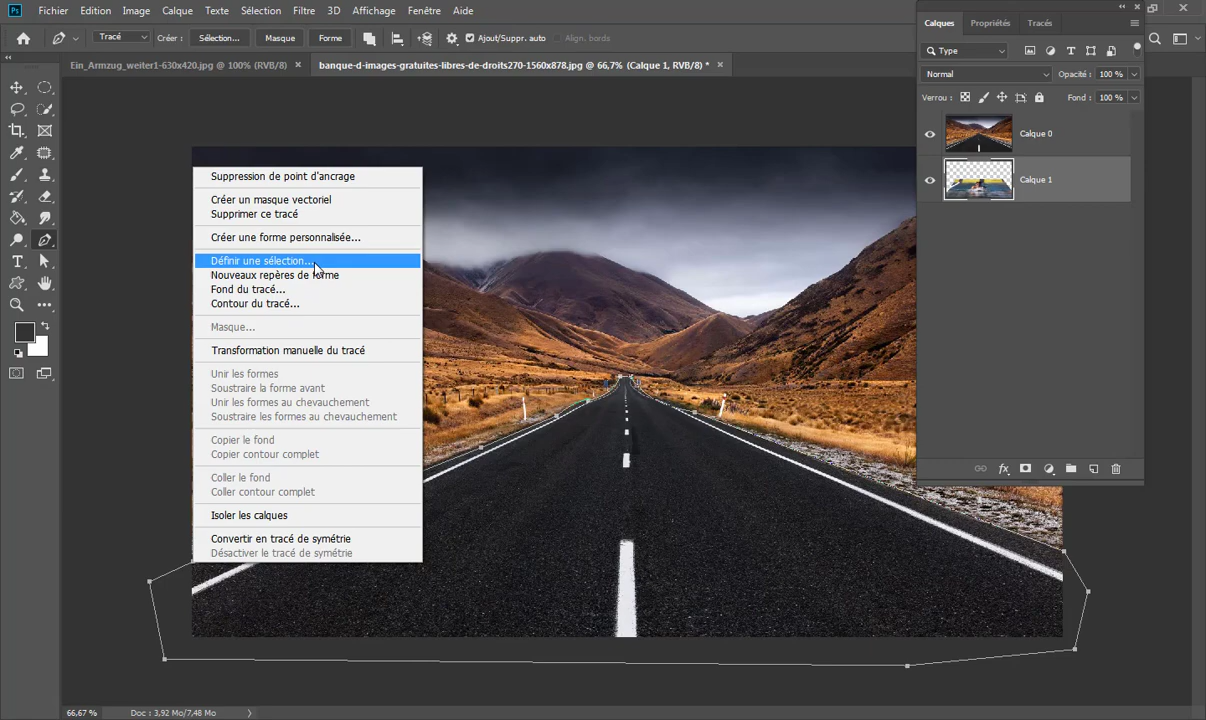 Ps Fichier Edition Image Calque Texte Sélection Filtre 3D Affichage Fenêtre Aide
Tracé Créer : Sélection... Masque Forme Ajout/Suppr. auto Align. bords
Ein_Armzug_weiter1-630x420.jpg @ 100% (RVB/8) × banque-d-images-gratuites-libres-de-droits270-1560x878.jpg @ 66,7% (Calque 1, RVB/8) * ×
Suppression de point d'ancrage
Créer un masque vectoriel
Supprimer ce tracé
Créer une forme personnalisée...
Définir une sélection...
Nouveaux repères de forme
Fond du tracé...
Contour du tracé...
Masque...
Transformation manuelle du tracé
Unir les formes
Soustraire la forme avant
Unir les formes au chevauchement
Soustraire les formes au chevauchement
Copier le fond
Copier contour complet
Coller le fond
Coller contour complet
Isoler les calques
Convertir en tracé de symétrie
Désactiver le tracé de symétrie
Calques Propriétés Tracés
Type
Normal Opacité : 100 %
Verrou : Fond : 100 %
Calque 0
Calque 1
fx
66,67 % Doc : 3,92 Mo/7,48 Mo